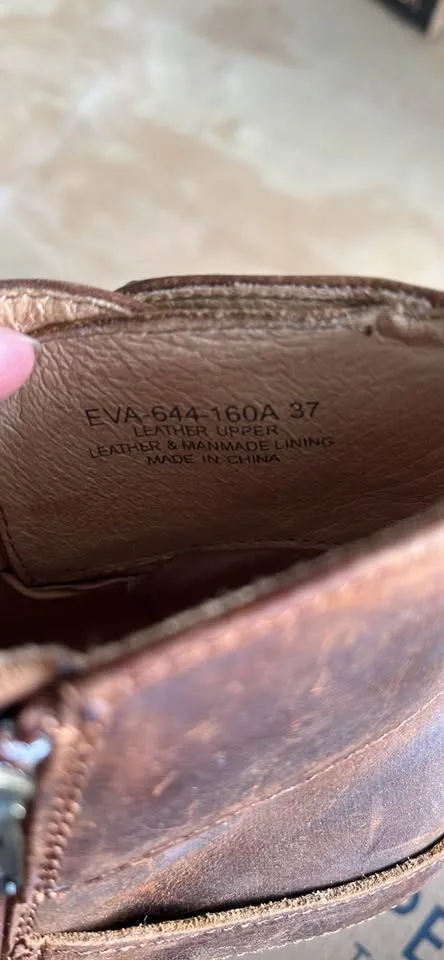 EVA-644-160A 37
LEATHER UPPER
LEATHER & MANMADE LINING
MADE IN CHINA